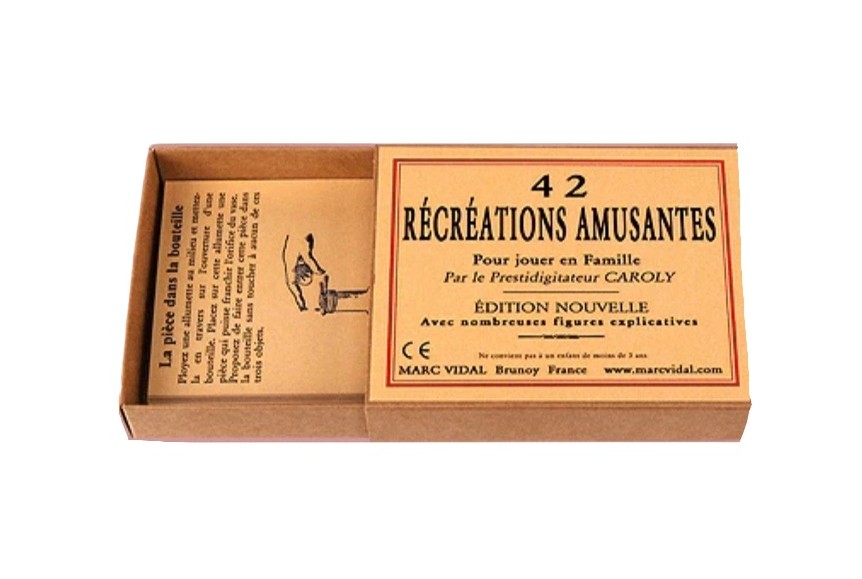 La pièce dans la bouteille
Ployez une allumette au milieu et mettez-
la en travers sur l'ouverture d'une
bouteille. Placez sur cette allumette une
pièce qui puisse franchir l'orifice du vase.
Proposez de faire entrer cette pièce dans
la bouteille sans toucher à aucun de ces
trois objets.
42
RÉCRÉATIONS AMUSANTES
Pour jouer en Famille
Par le Prestidigitateur CAROLY
ÉDITION NOUVELLE
Avec nombreuses figures explicatives
CE
Ne convient pas à un enfant de moins de 3 ans
MARC VIDAL Brunoy France www.marcvidal.com